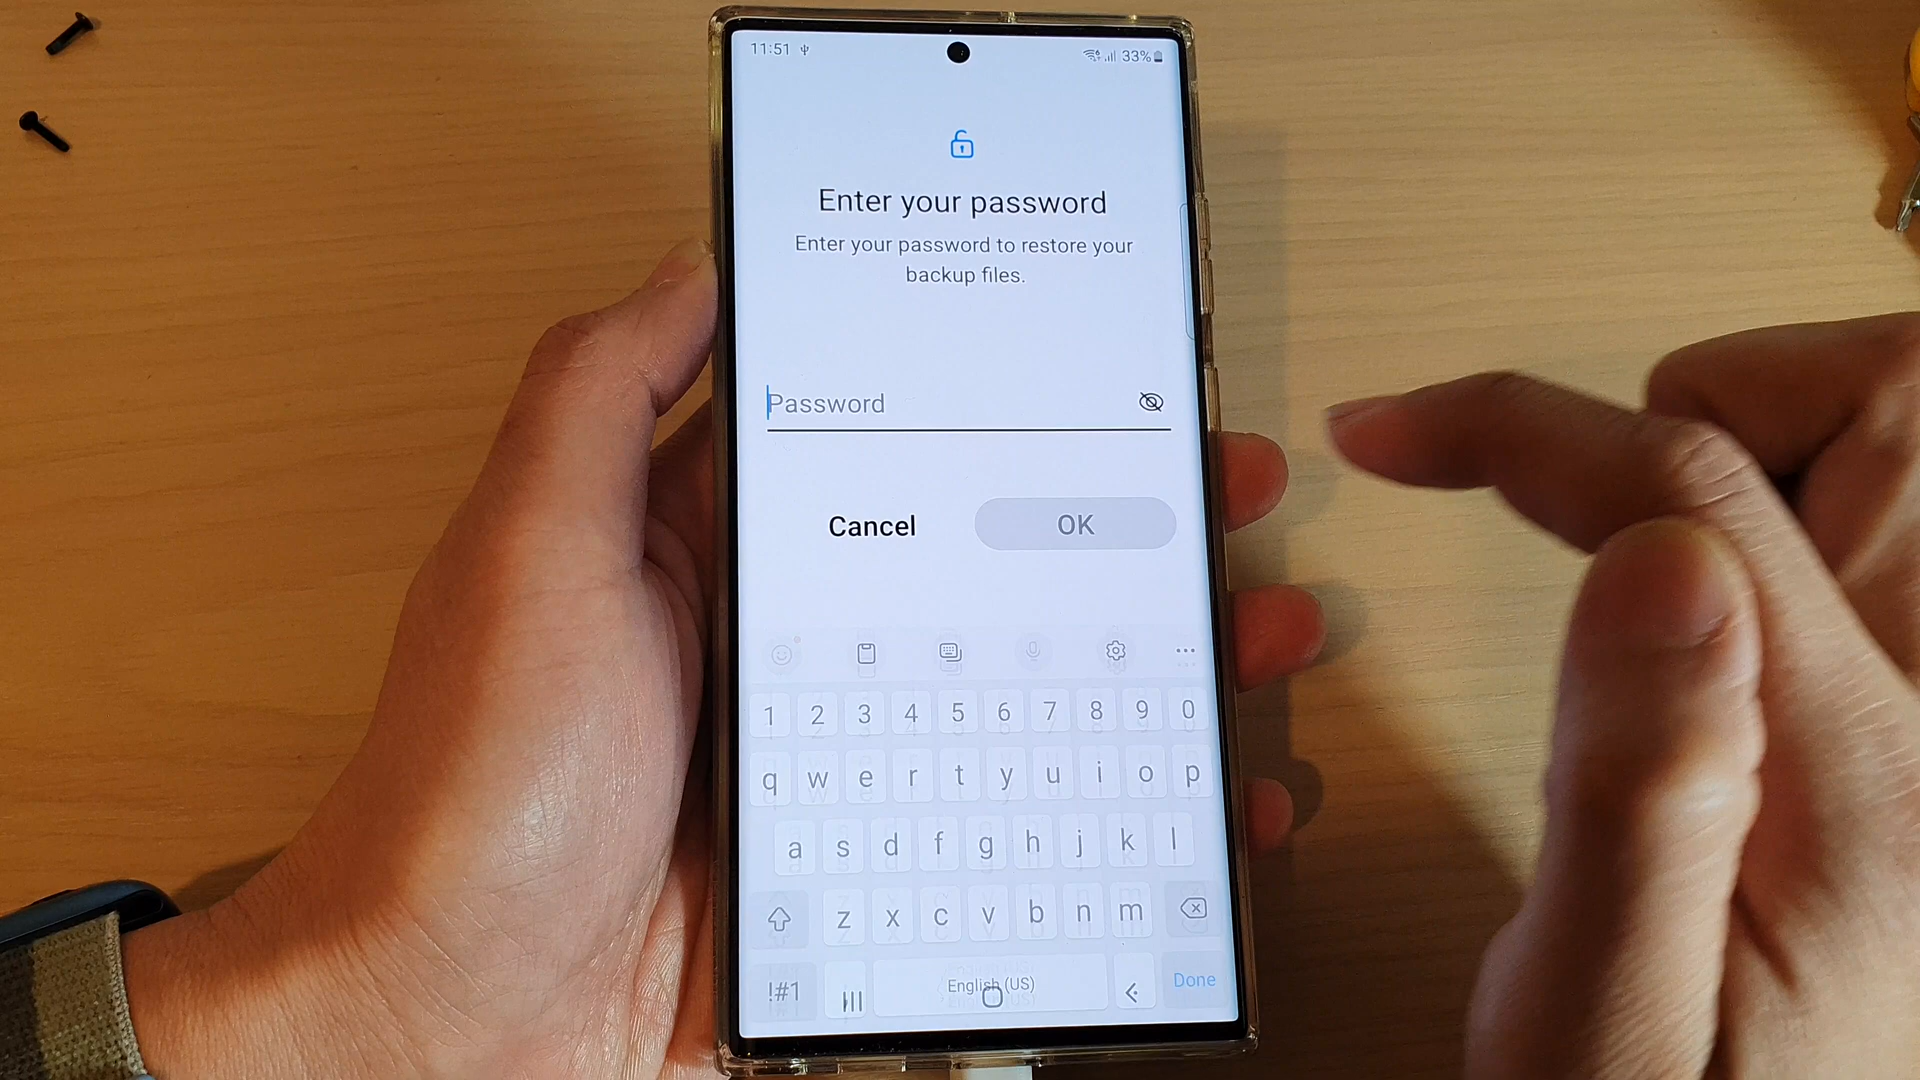 11:51 33%
Enter your password
Enter your password to restore your
backup files.
Password
Cancel OK
1 2 3 4 5 6 7 8 9 0
q w e r t y u i o p
a s d f g h j k l
z x c v b n m
!#1 English (US) Done